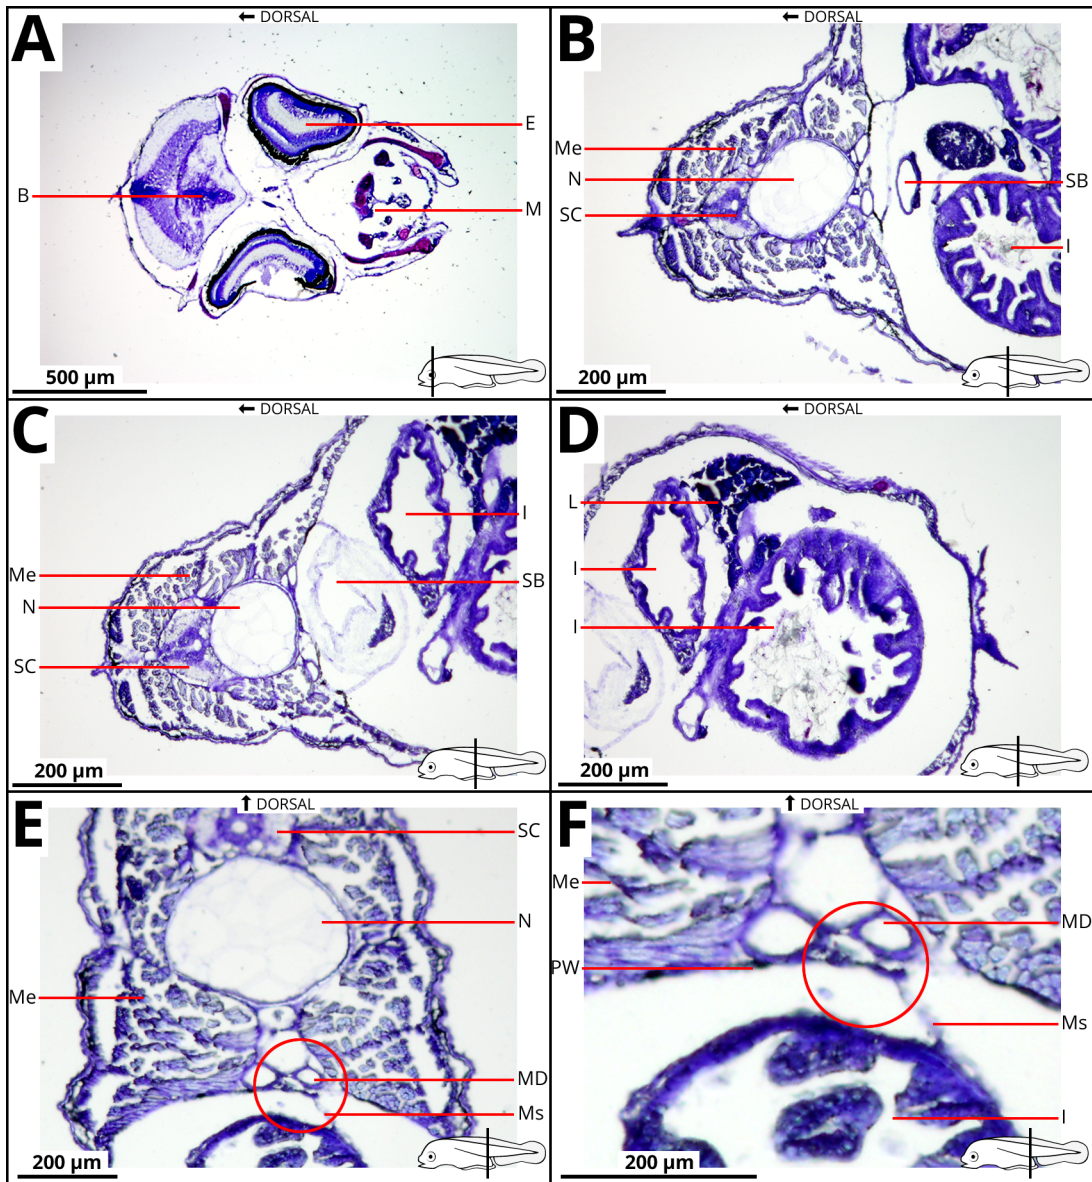 A
← DORSAL
E
B
M
500 µm
B
← DORSAL
Me
N
SB
SC
I
200 µm
C
← DORSAL
I
Me
SB
N
SC
200 µm
D
← DORSAL
L
I
I
200 µm
E
↑ DORSAL
SC
N
Me
MD
Ms
200 µm
F
↑ DORSAL
Me
MD
PW
Ms
I
200 µm